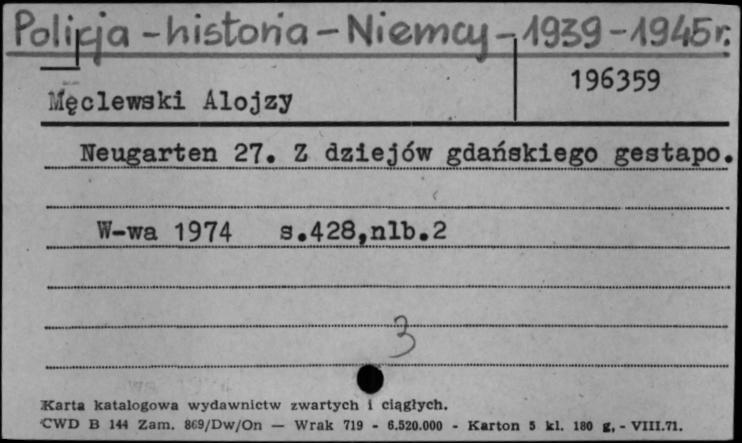 Policja - historia - Niemcy - 1939 - 1945 r.
196359
Męclewski Alojzy
Neugarten 27. Z dziejów gdańskiego gestapo.
W-wa 1974 s.428,nlb.2
3
Karta katalogowa wydawnictw zwartych i ciągłych.
CWD B 144 Zam. 869/Dw/On — Wrak 719 - 6.520.000 - Karton 5 kl. 180 g, - VIII.71.